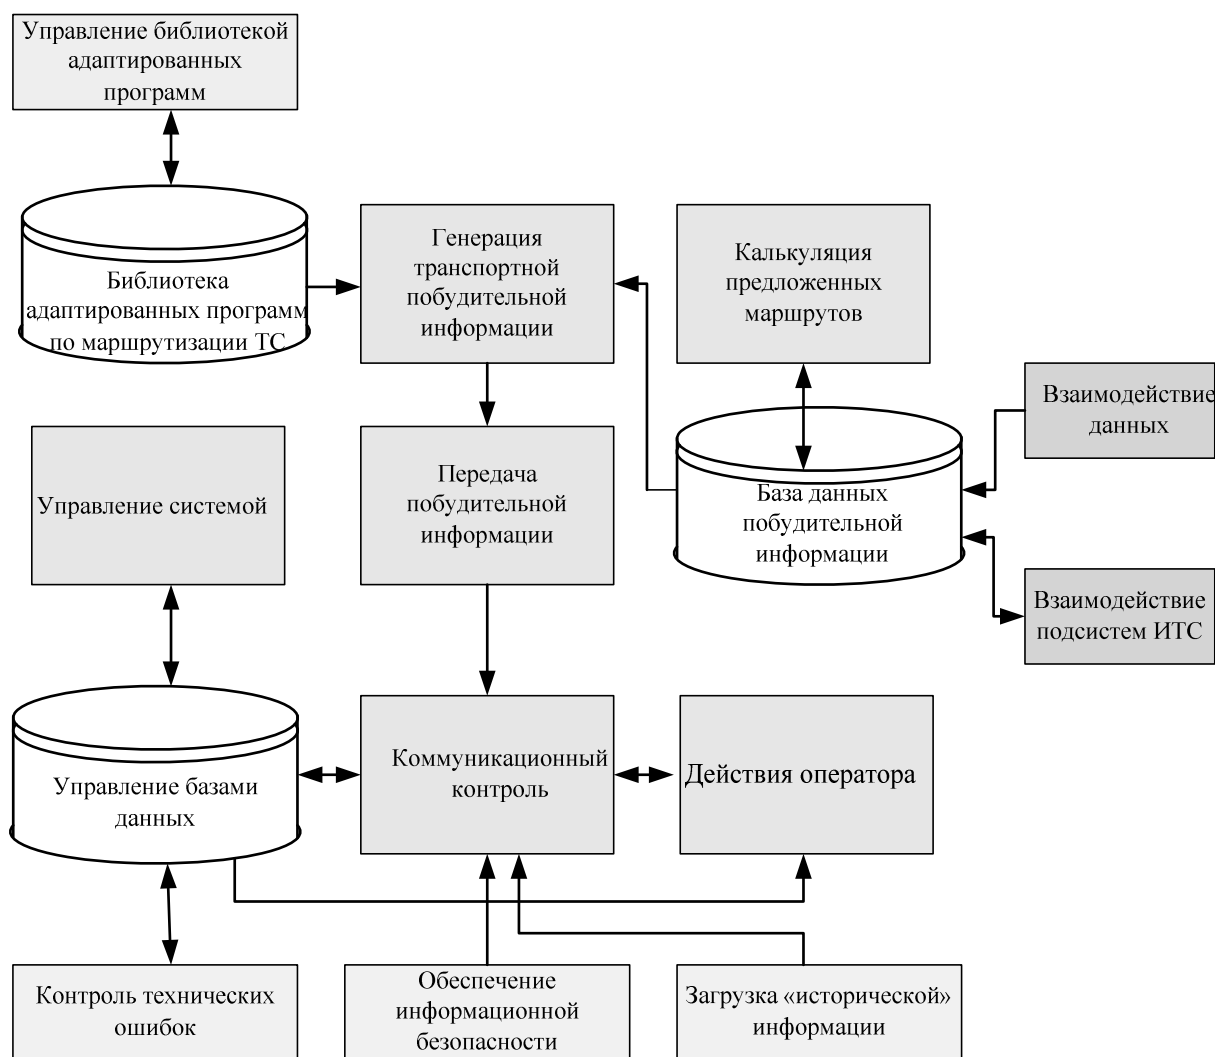 Управление библиотекой
адаптированных
программ
Библиотека
адаптированных программ
по маршрутизации ТС
Генерация
транспортной
побудительной
информации
Калькуляция
предложенных
маршрутов
Взаимодействие
данных
Управление системой
Передача
побудительной
информации
База данных
побудительной
информации
Взаимодействие
подсистем ИТС
Управление базами
данных
Коммуникационный
контроль
Действия оператора
Контроль технических
ошибок
Обеспечение
информационной
безопасности
Загрузка «исторической»
информации